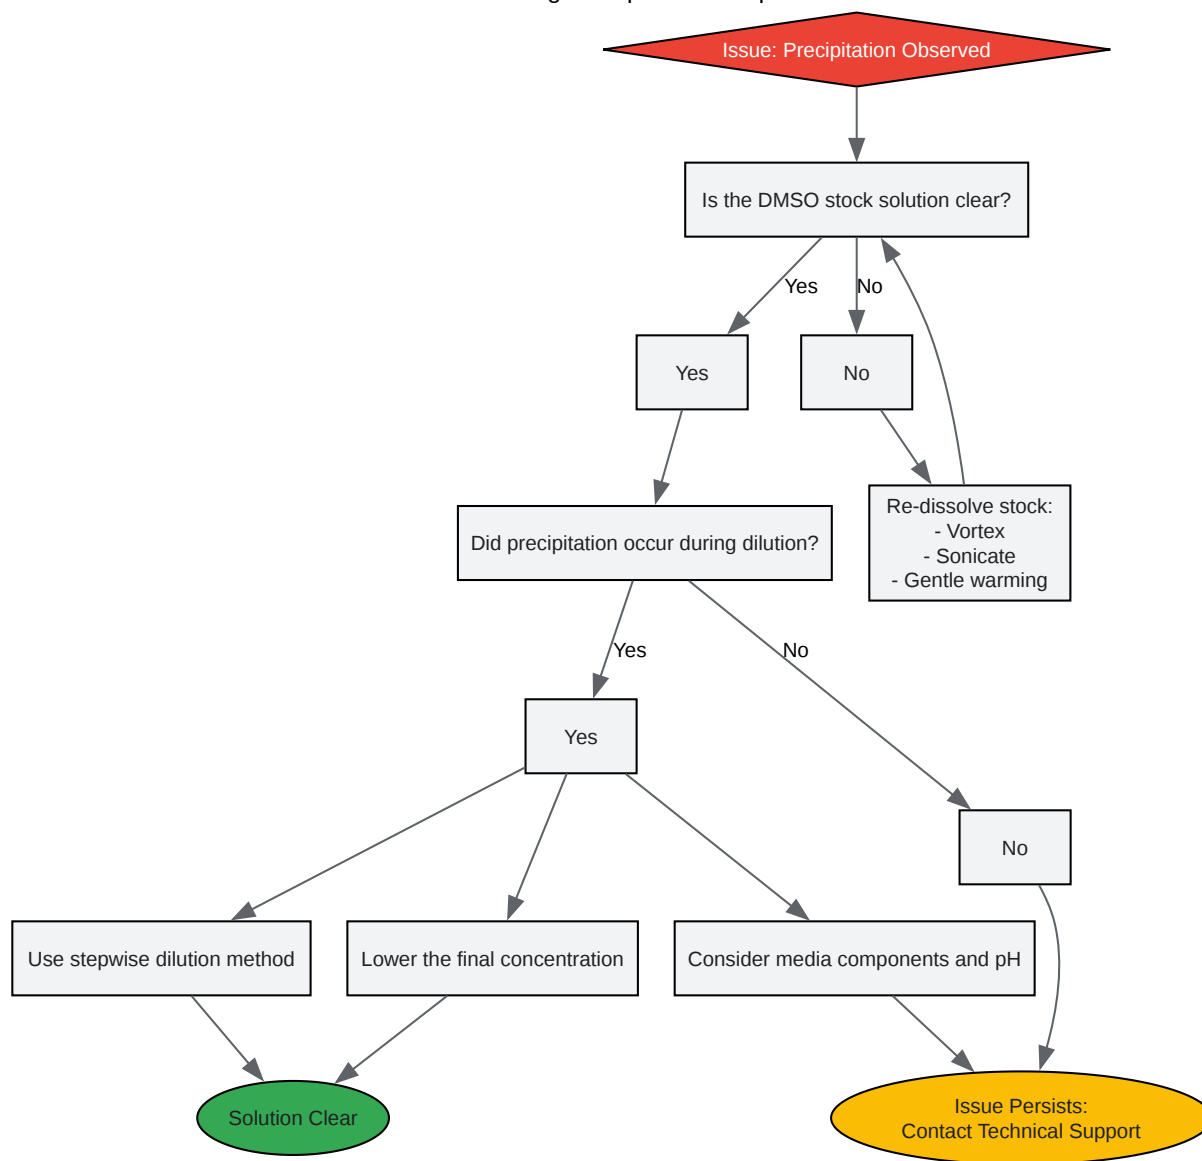 Issue: Precipitation Observed
Is the DMSO stock solution clear?
Yes
No
Yes
No
Re-dissolve stock:
- Vortex
- Sonicate
- Gentle warming
Did precipitation occur during dilution?
Yes
No
Yes
No
Use stepwise dilution method
Lower the final concentration
Consider media components and pH
Solution Clear
Issue Persists:
Contact Technical Support